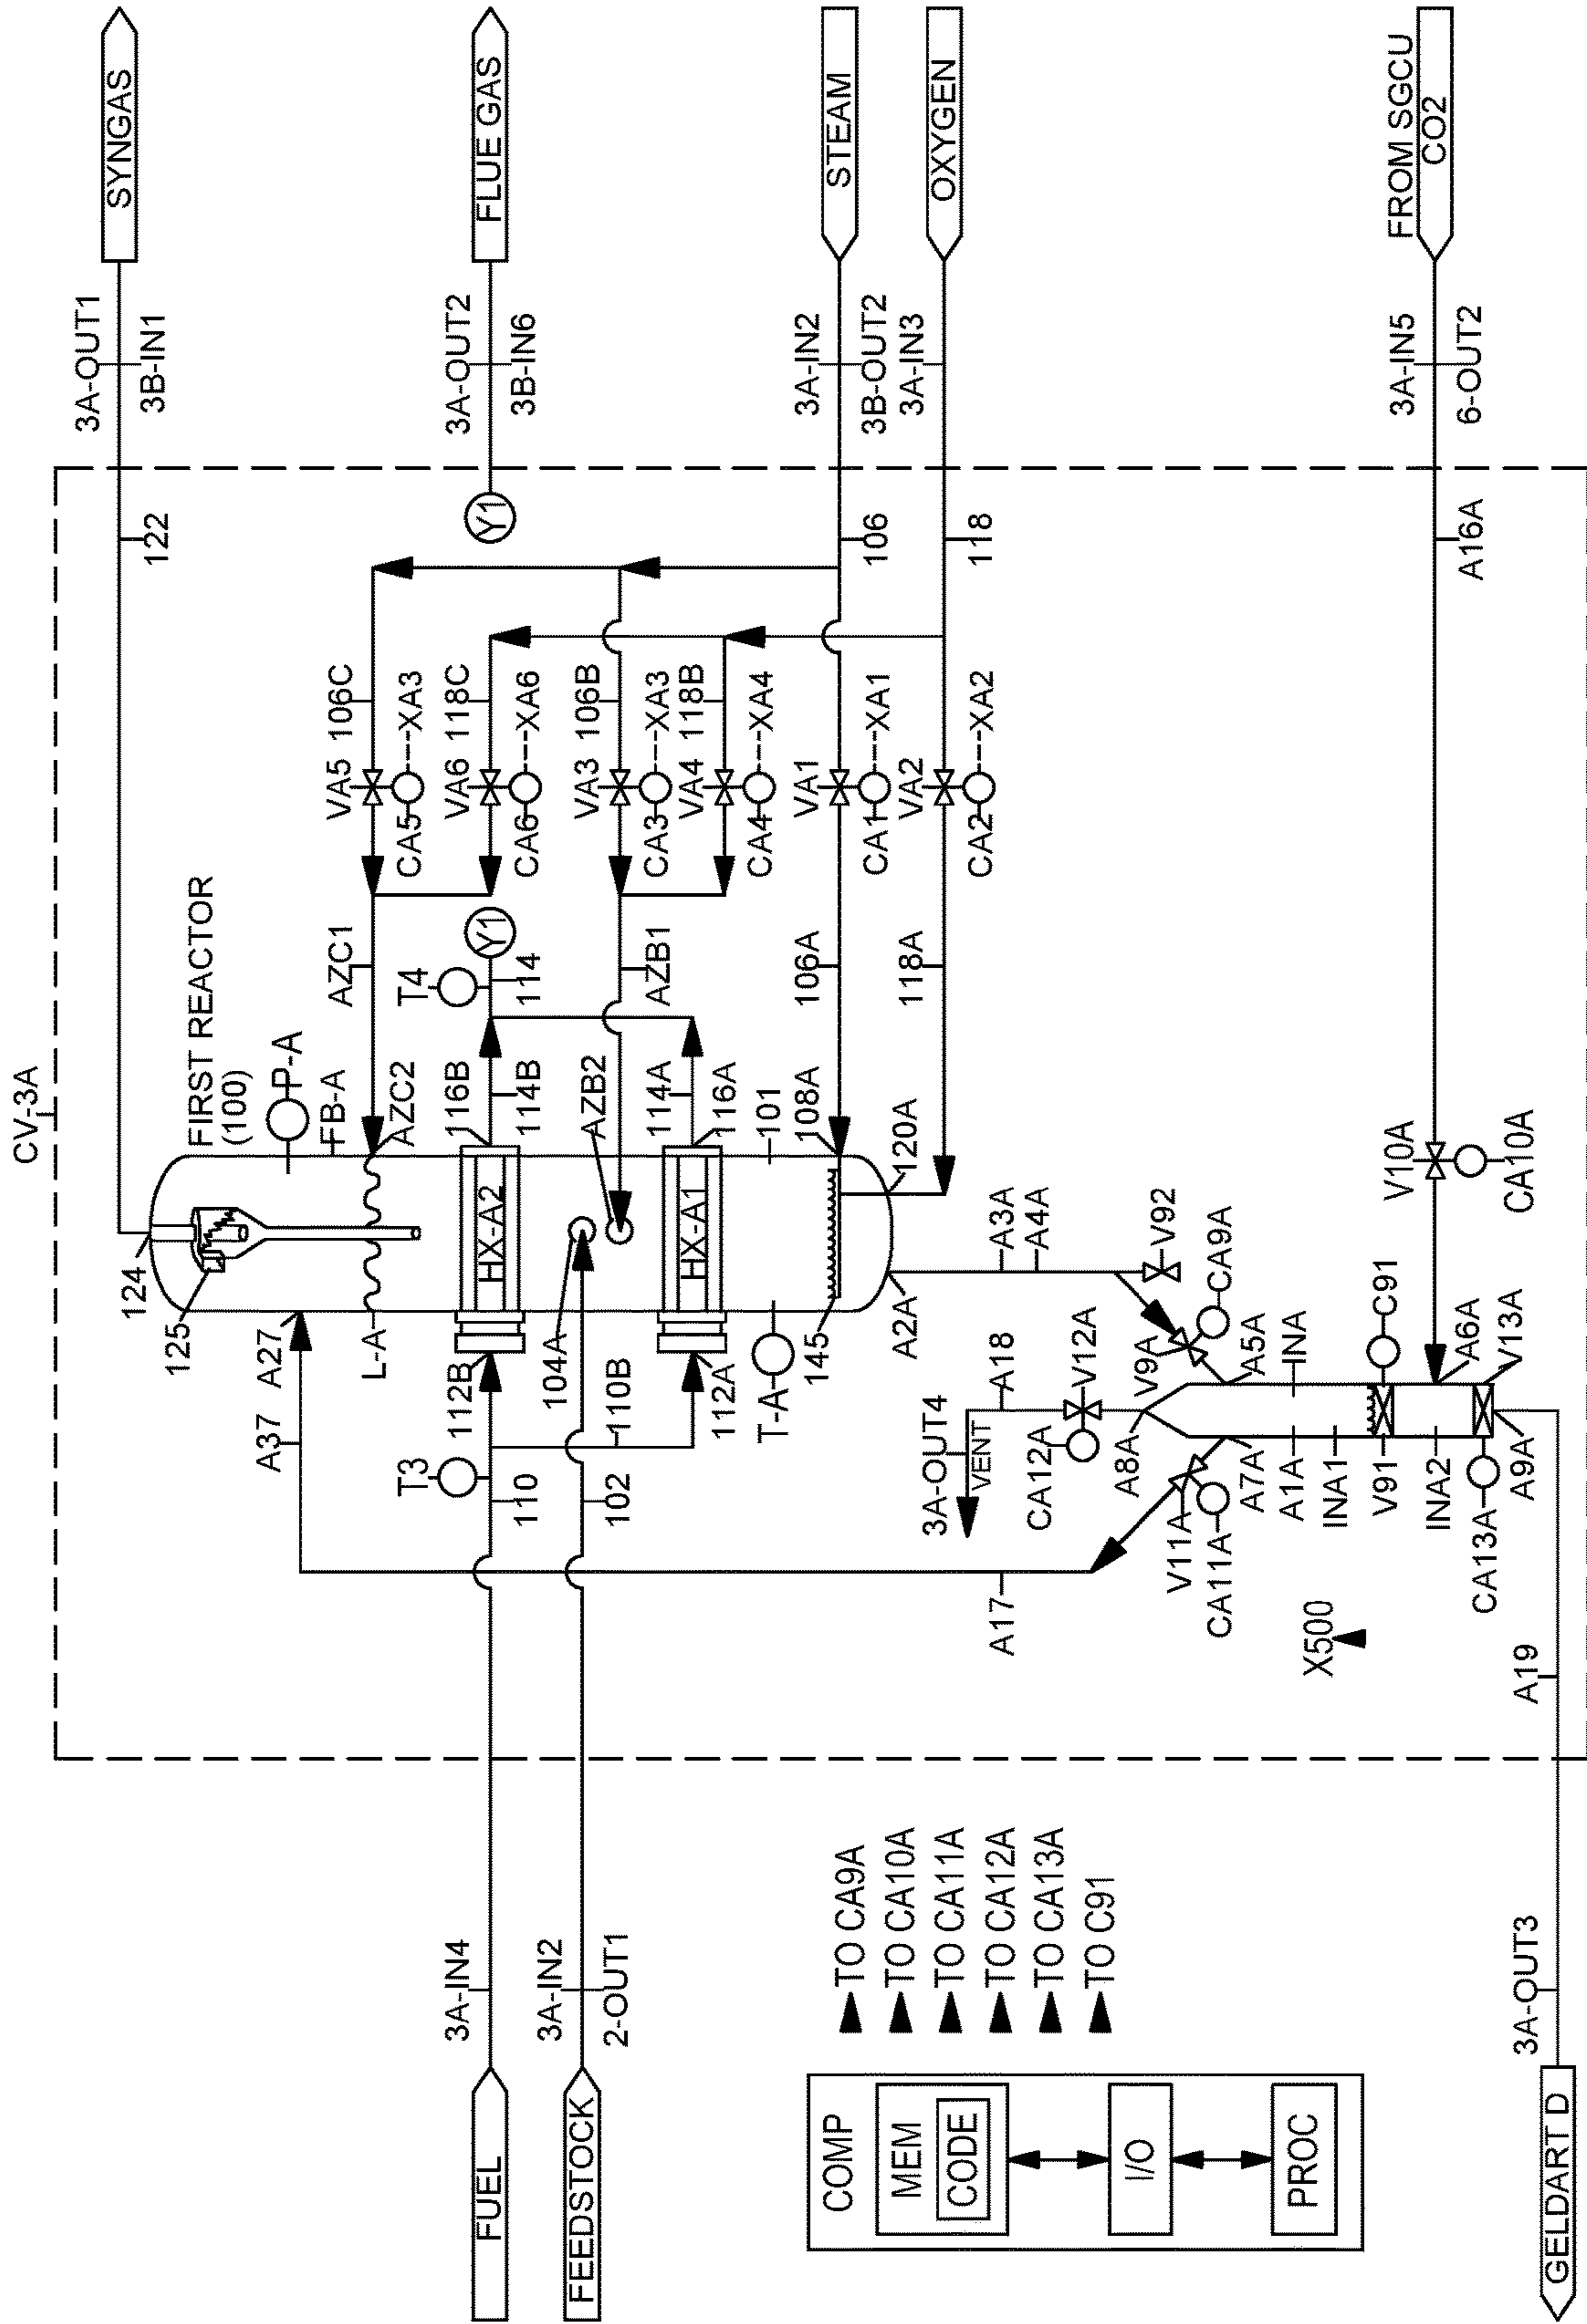 CV-3A
SYNGAS
3A-OUT1
3B-IN1
122
FLUE GAS
3A-OUT2
3B-IN6
Y1
STEAM
3A-IN2
3B-OUT2
106
OXYGEN
3A-IN3
118
FROM SGCU
CO2
3A-IN5
6-OUT2
A16A
FIRST REACTOR
(100)
P-A
FB-A
124
125
A27
A37
L-A
AZC1
AZC2
VA5
106C
CA5
XA3
VA6
118C
CA6
XA6
VA3
106B
CA3
XA3
VA4
118B
CA4
XA4
VA1
CA1
XA1
VA2
CA2
XA2
T4
Y1
114
116B
114B
HX-A2
112B
AZB1
AZB2
104A
110B
114A
116A
HX-A1
112A
101
T-A
106A
108A
118A
120A
145
T3
110
102
A2A
A3A
A4A
V92
CA9A
V9A
A5A
INA
A18
V12A
CA12A
3A-OUT4
VENT
A8A
A7A
V11A
CA11A
A17
A1A
INA1
V91
C91
INA2
A6A
V13A
CA13A
A9A
V10A
CA10A
X500
A19
FUEL
3A-IN4
FEEDSTOCK
3A-IN2
2-OUT1
COMP
MEM
CODE
I/O
PROC
TO CA9A
TO CA10A
TO CA11A
TO CA12A
TO CA13A
TO C91
3A-OUT3
GELDART D